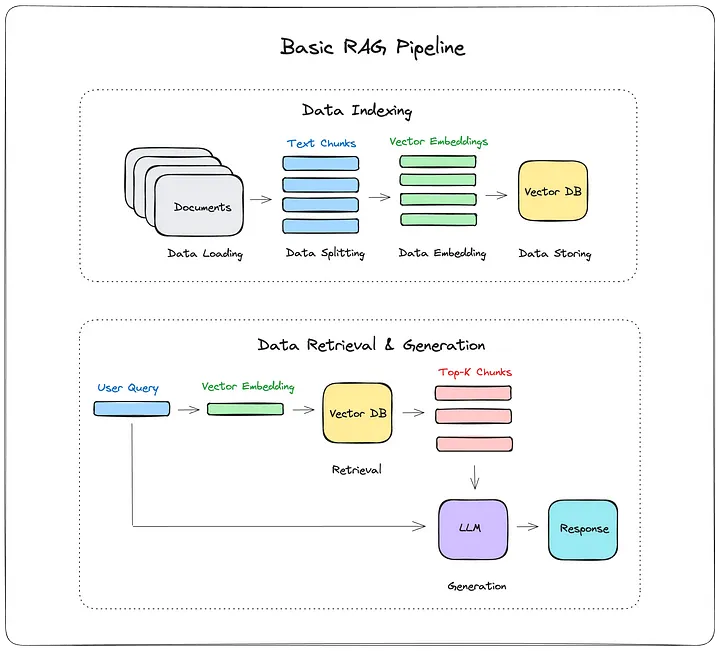 Basic RAG Pipeline
Data Indexing
Text Chunks
Vector Embeddings
Documents
Vector DB
Data Loading
Data Splitting
Data Embedding
Data Storing
Data Retrieval & Generation
Top-K Chunks
User Query
Vector Embedding
Vector DB
Retrieval
LLM
Response
Generation